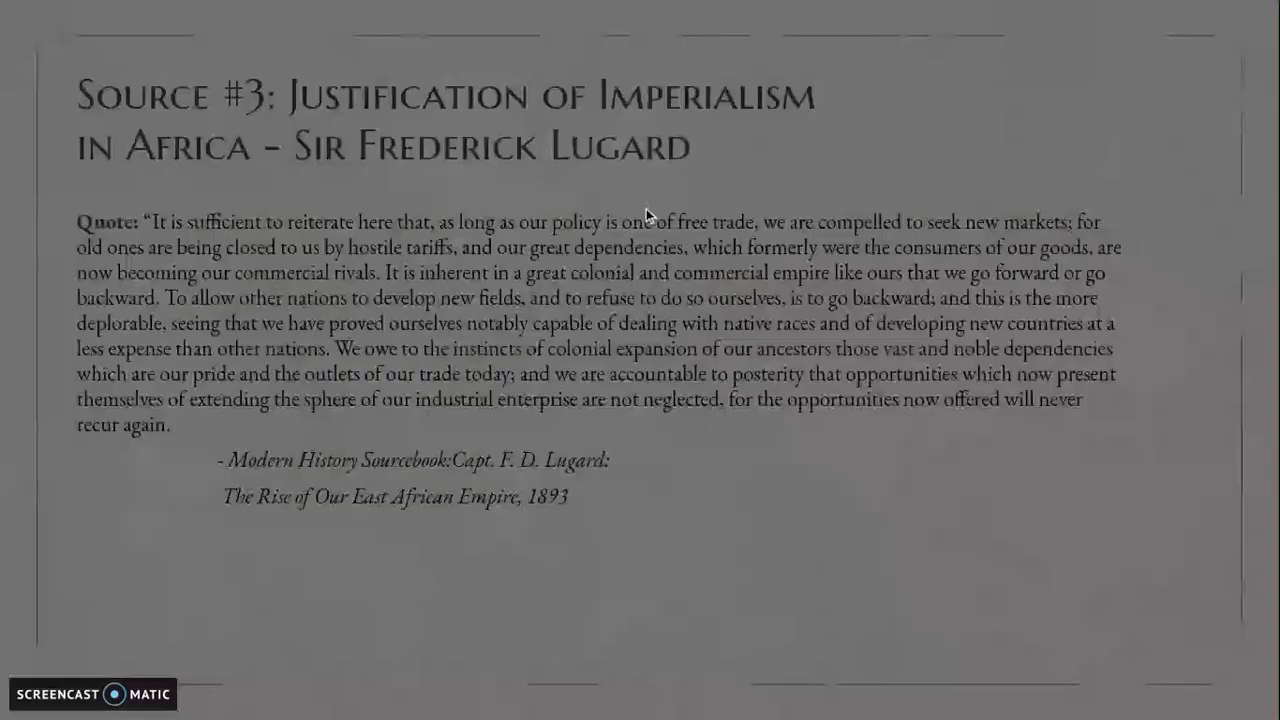 Source #3: Justification of Imperialism
in Africa - Sir Frederick Lugard
Quote: “It is sufficient to reiterate here that, as long as our policy is one of free trade, we are compelled to seek new markets; for
old ones are being closed to us by hostile tariffs, and our great dependencies, which formerly were the consumers of our goods, are
now becoming our commercial rivals. It is inherent in a great colonial and commercial empire like ours that we go forward or go
backward. To allow other nations to develop new fields, and to refuse to do so ourselves, is to go backward; and this is the more
deplorable, seeing that we have proved ourselves notably capable of dealing with native races and of developing new countries at a
less expense than other nations. We owe to the instincts of colonial expansion of our ancestors those vast and noble dependencies
which are our pride and the outlets of our trade today; and we are accountable to posterity that opportunities which now present
themselves of extending the sphere of our industrial enterprise are not neglected, for the opportunities now offered will never
recur again.
- Modern History Sourcebook:Capt. F. D. Lugard:
The Rise of Our East African Empire, 1893
SCREENCAST MATIC